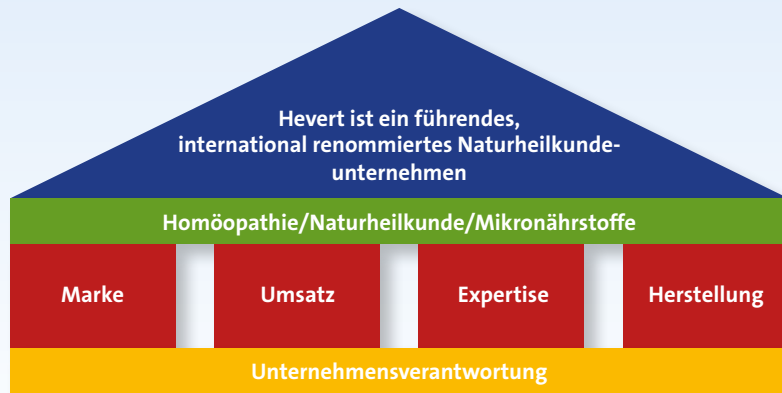 Hevert ist ein führendes,
international renommiertes Naturheilkunde-
unternehmen
Homöopathie/Naturheilkunde/Mikronährstoffe
Marke
Umsatz
Expertise
Herstellung
Unternehmensverantwortung